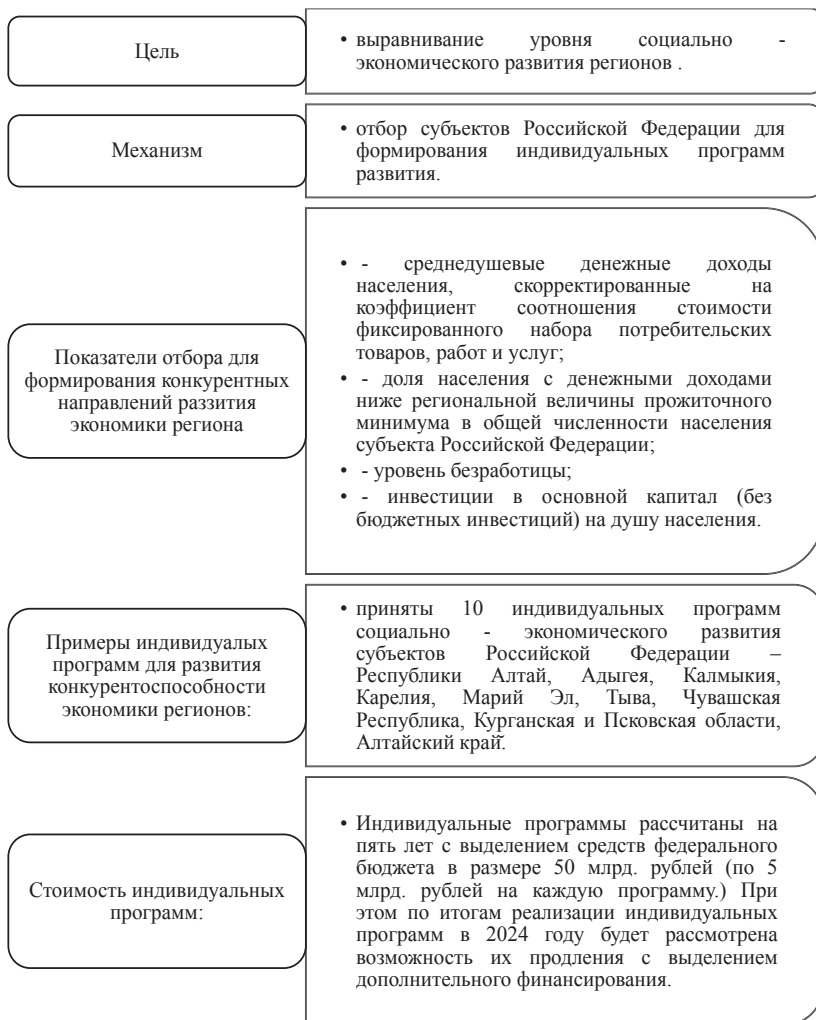 Цель
• выравнивание уровня социально -
экономического развития регионов .
Механизм
• отбор субъектов Российской Федерации для
формирования индивидуальных программ
развития.
Показатели отбора для
формирования конкурентных
направлений раззития
экономики региона
• - среднедушевые денежные доходы
населения, скорректированные на
коэффициент соотношения стоимости
фиксированного набора потребительских
товаров, работ и услуг;
• - доля населения с денежными доходами
ниже региональной величины прожиточного
минимума в общей численности населения
субъекта Российской Федерации;
• - уровень безработицы;
• - инвестиции в основной капитал (без
бюджетных инвестиций) на душу населения.
Примеры индивидуалых
программ для развития
конкурентоспособности
экономики регионов:
• приняты 10 индивидуальных программ
социально - экономического развития
субъектов Российской Федерации –
Республики Алтай, Адыгея, Калмыкия,
Карелия, Марий Эл, Тыва, Чувашская
Республика, Курганская и Псковская области,
Алтайский край.
Стоимость индивидуальных
программ:
• Индивидуальные программы рассчитаны на
пять лет с выделением средств федерального
бюджета в размере 50 млрд. рублей (по 5
млрд. рублей на каждую программу.) При
этом по итогам реализации индивидуальных
программ в 2024 году будет рассмотрена
возможность их продления с выделением
дополнительного финансирования.